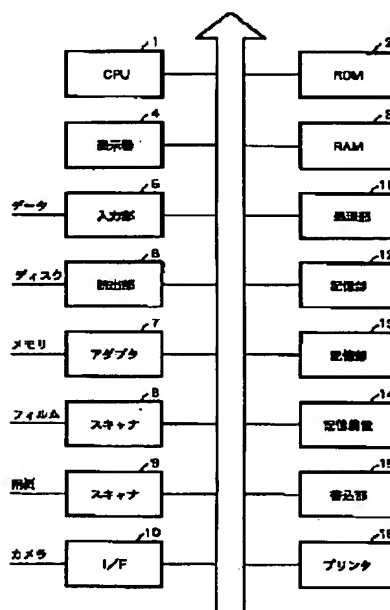 1
CPU
2
ROM
4
表示器
3
RAM
データ
5
入力部
11
処理部
ディスク
6
読出部
12
記憶部
メモリ
7
アダプタ
13
記憶部
フィルム
8
スキャナ
14
記憶装置
用紙
9
スキャナ
15
書込部
カメラ
10
I/F
16
プリンタ